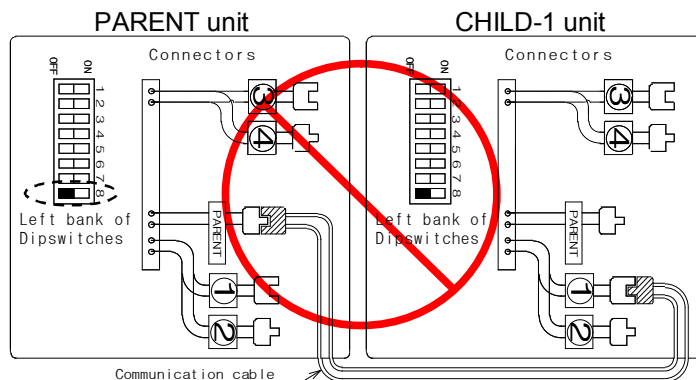 PARENT unit
Connectors
OFF
ON
1
2
3
4
5
6
7
8
Left bank of
Dipswitches
3
4
PARENT
1
2
CHILD-1 unit
Connectors
OFF
ON
1
2
3
4
5
6
7
8
Left bank of
Dipswitches
3
4
PARENT
1
2
Communication cable